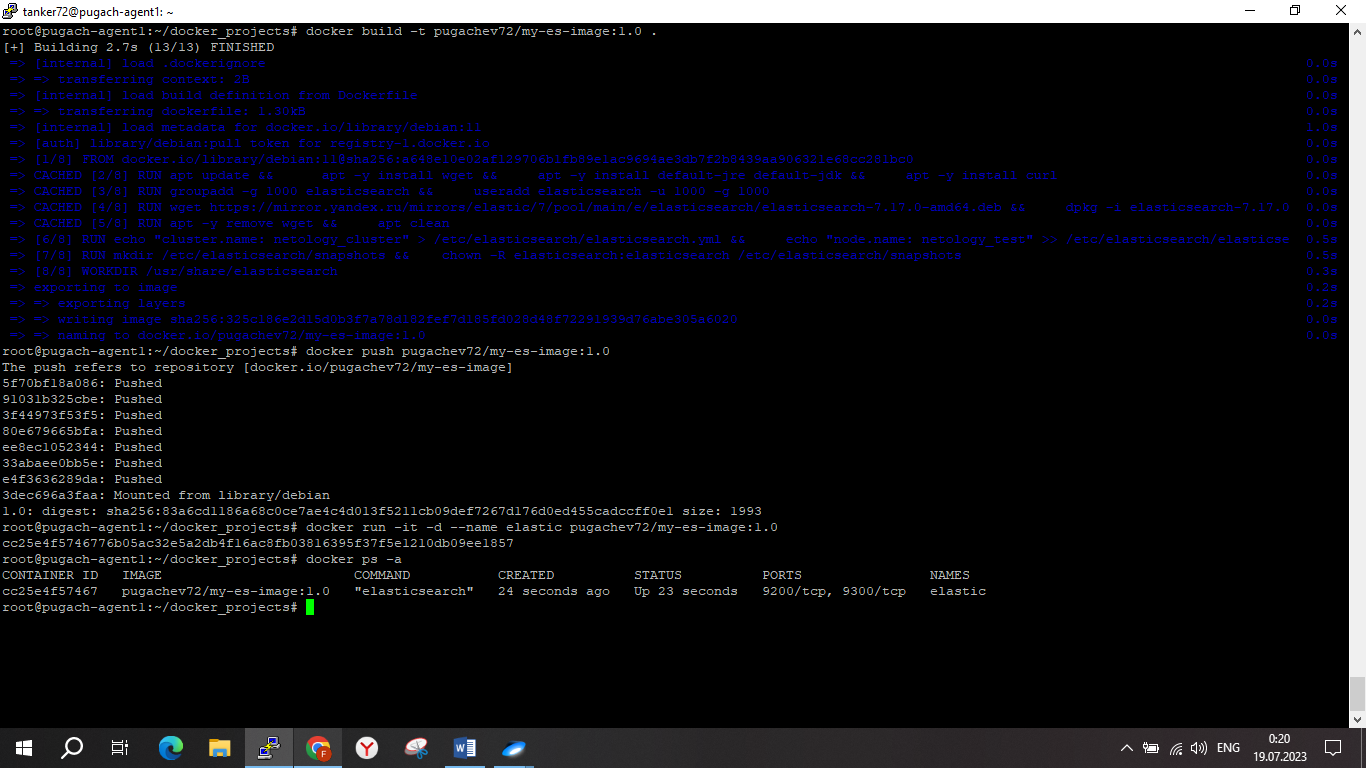 tanker72@pugach-agent1: ~
root@pugach-agent1:~/docker_projects# docker build -t pugachev72/my-es-image:1.0 .
[+] Building 2.7s (13/13) FINISHED
=> [internal] load .dockerignore 0.0s
=> => transferring context: 2B 0.0s
=> [internal] load build definition from Dockerfile 0.0s
=> => transferring dockerfile: 1.30kB 0.0s
=> [internal] load metadata for docker.io/library/debian:11 1.0s
=> [auth] library/debian:pull token for registry-1.docker.io 0.0s
=> [1/8] FROM 0.0s
=> CACHED [2/8] RUN apt update && apt -y install wget && apt -y install default-jre default-jdk && apt -y install curl 0.0s
=> CACHED [3/8] RUN groupadd -g 1000 elasticsearch && useradd elasticsearch -u 1000 -g 1000 0.0s
=> CACHED [4/8] RUN wget https://mirror.yandex.ru/mirrors/elastic/7/pool/main/e/elasticsearch/elasticsearch-7.17.0-amd64.deb && dpkg -i elasticsearch-7.17.0 0.0s
=> CACHED [5/8] RUN apt -y remove wget && apt clean 0.0s
=> [6/8] RUN echo "cluster.name: netology_cluster" > /etc/elasticsearch/elasticsearch.yml && echo "node.name: netology_test" >> /etc/elasticsearch/elasticse 0.5s
=> [7/8] RUN mkdir /etc/elasticsearch/snapshots && chown -R elasticsearch:elasticsearch /etc/elasticsearch/snapshots 0.5s
=> [8/8] WORKDIR /usr/share/elasticsearch 0.3s
=> exporting to image 0.2s
=> => exporting layers 0.2s
=> => writing image 0.0s
=> => naming to docker.io/pugachev72/my-es-image:1.0 0.0s
root@pugach-agent1:~/docker_projects# docker push pugachev72/my-es-image:1.0
The push refers to repository [docker.io/pugachev72/my-es-image]
5f70bf18a086: Pushed
91031b325cbe: Pushed
3f44973f53f5: Pushed
80e679665bfa: Pushed
ee8ec1052344: Pushed
33abaee0bb5e: Pushed
e4f3636289da: Pushed
3dec696a3faa: Mounted from library/debian
1.0: digest: sha256:83a6cd1186a68c0ce7ae4c4d013f5211cb09def7267d176d0ed455cadccff0e1 size: 1993
root@pugach-agent1:~/docker_projects# docker run -it -d --name elastic pugachev72/my-es-image:1.0
cc25e4f5746776b05ac32e5a2db4f16ac8fb03816395f37f5e1210db09ee1857
root@pugach-agent1:~/docker_projects# docker ps -a
CONTAINER ID IMAGE COMMAND CREATED STATUS PORTS NAMES
cc25e4f57467 pugachev72/my-es-image:1.0 "elasticsearch" 24 seconds ago Up 23 seconds 9200/tcp, 9300/tcp elastic
root@pugach-agent1:~/docker_projects#
ENG
0:20
19.07.2023